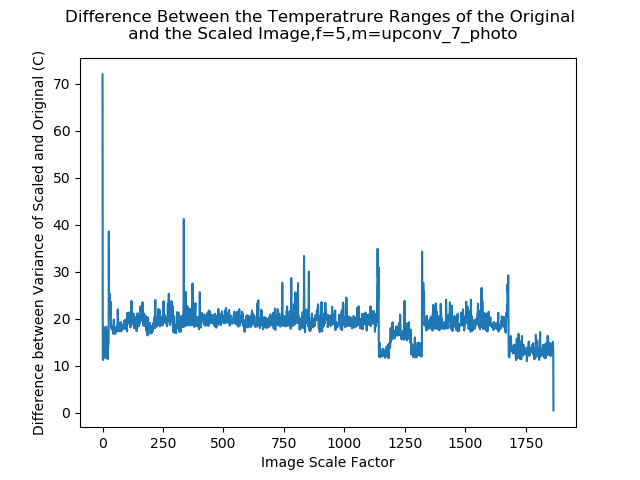 Difference Between the Temperatrure Ranges of the Original
and the Scaled Image,f=5,m=upconv_7_photo
Difference between Variance of Scaled and Original (C)
70
60
50
40
30
20
10
0
0 250 500 750 1000 1250 1500 1750
Image Scale Factor